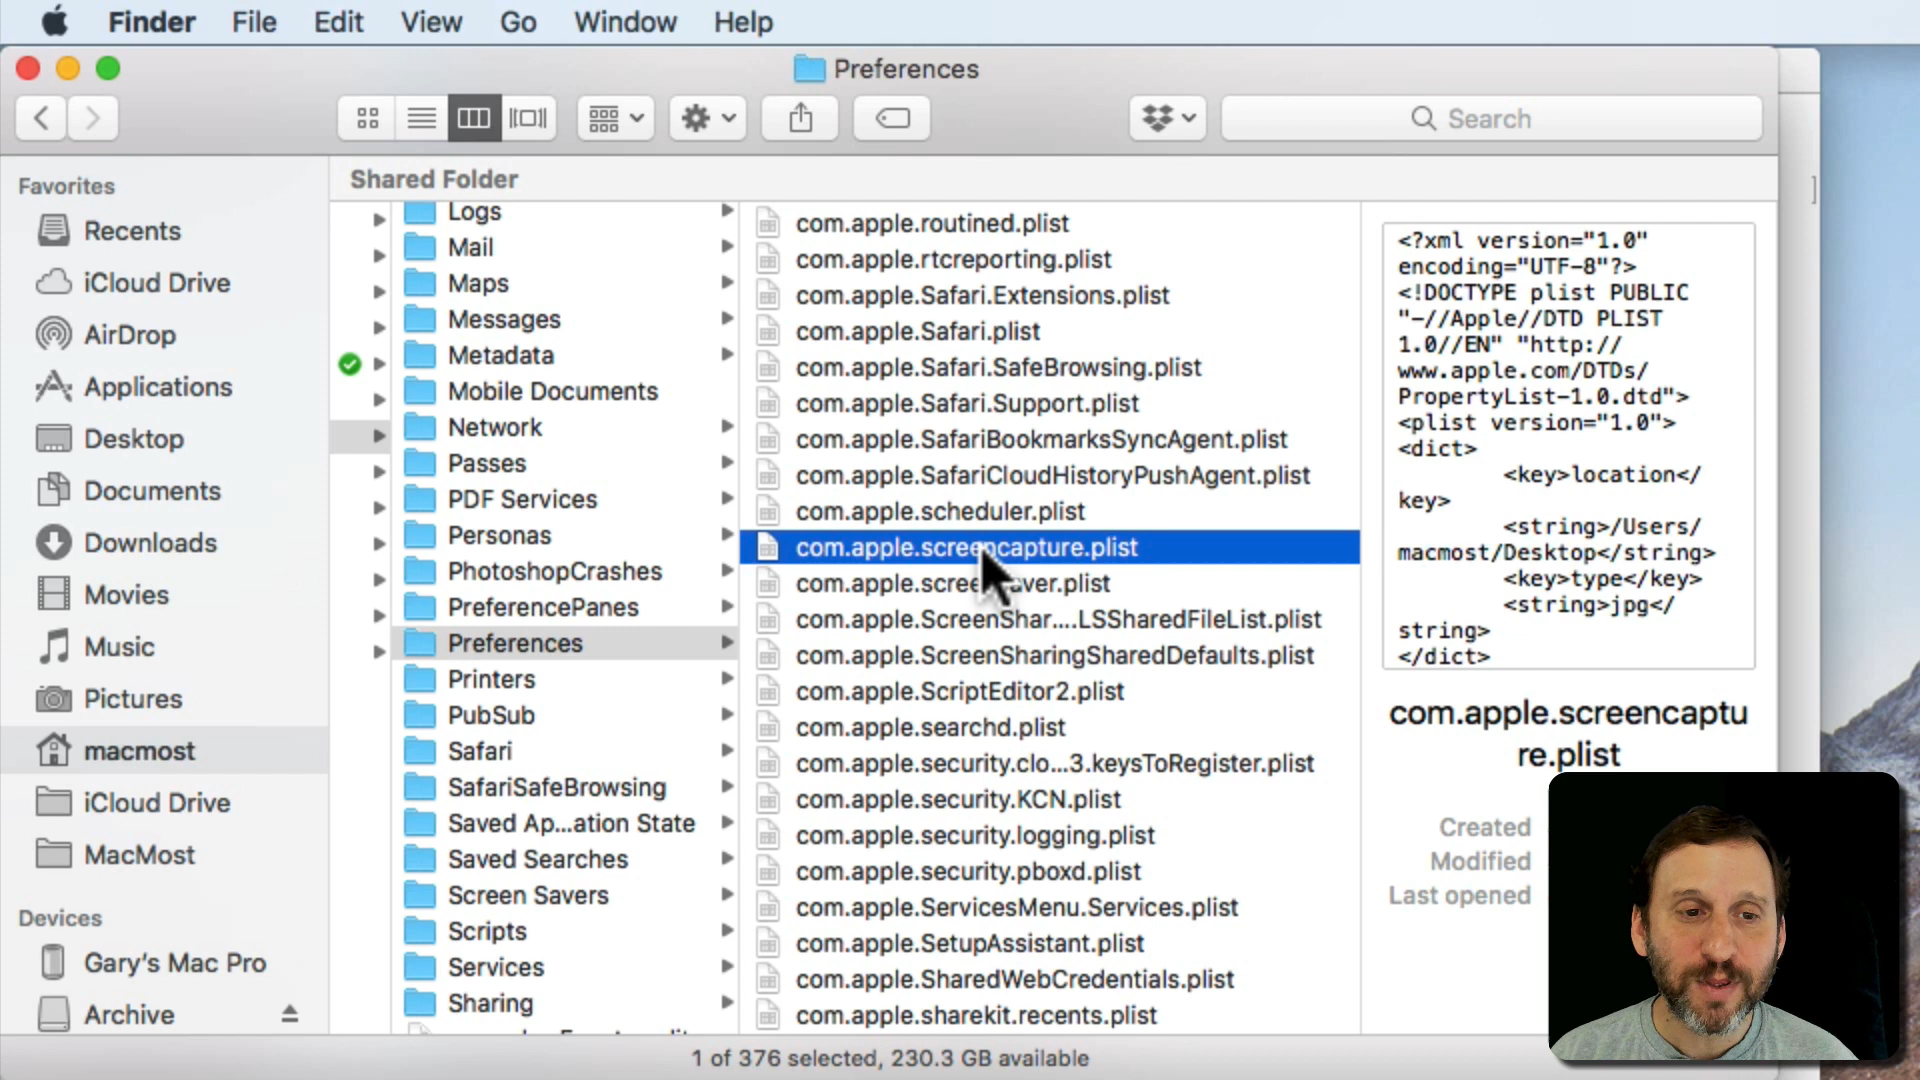 Finder File Edit View Go Window Help
Preferences
Search
Favorites
Recents
iCloud Drive
AirDrop
Applications
Desktop
Documents
Downloads
Movies
Music
Pictures
macmost
iCloud Drive
MacMost
Devices
Gary's Mac Pro
Archive
Shared Folder
Logs
Mail
Maps
Messages
Metadata
Mobile Documents
Network
Passes
PDF Services
Personas
PhotoshopCrashes
PreferencePanes
Preferences
Printers
PubSub
Safari
SafariSafeBrowsing
Saved Ap...ation State
Saved Searches
Screen Savers
Scripts
Services
Sharing
com.apple.routined.plist
com.apple.rtcreporting.plist
com.apple.Safari.Extensions.plist
com.apple.Safari.plist
com.apple.Safari.SafeBrowsing.plist
com.apple.Safari.Support.plist
com.apple.SafariBookmarksSyncAgent.plist
com.apple.SafariCloudHistoryPushAgent.plist
com.apple.scheduler.plist
com.apple.screencapture.plist
com.apple.screensaver.plist
com.apple.ScreenShar....LSSharedFileList.plist
com.apple.ScreenSharingSharedDefaults.plist
com.apple.ScriptEditor2.plist
com.apple.searchd.plist
com.apple.security.clo...3.keysToRegister.plist
com.apple.security.KCN.plist
com.apple.security.logging.plist
com.apple.security.pboxd.plist
com.apple.ServicesMenu.Services.plist
com.apple.SetupAssistant.plist
com.apple.SharedWebCredentials.plist
com.apple.sharekit.recents.plist
<?xml version="1.0"
encoding="UTF-8"?>
<!DOCTYPE plist PUBLIC
"-//Apple//DTD PLIST
1.0//EN" "http://
www.apple.com/DTDs/
PropertyList-1.0.dtd">
<plist version="1.0">
<dict>
<key>location</
key>
<string>/Users/
macmost/Desktop</string>
<key>type</key>
<string>jpg</
string>
</dict>
com.apple.screencaptu
re.plist
Created
Modified
Last opened
1 of 376 selected, 230.3 GB available